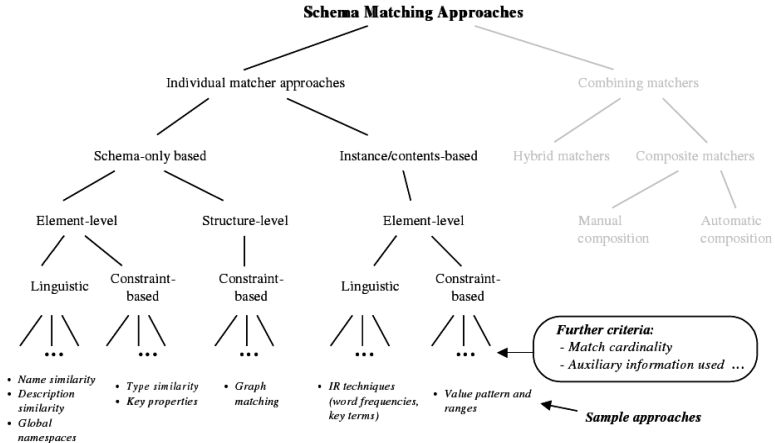 Schema Matching Approaches
Individual matcher approaches
Combining matchers
Schema-only based
Instance/contents-based
Hybrid matchers
Composite matchers
Element-level
Structure-level
Element-level
Manual
composition
Automatic
composition
Linguistic
Constraint-
based
Constraint-
based
Linguistic
Constraint-
based
...
...
...
...
...
Further criteria:
- Match cardinality
- Auxiliary information used ...
• Name similarity
• Description
similarity
• Global
namespaces
• Type similarity
• Key properties
• Graph
matching
• IR techniques
(word frequencies,
key terms)
• Value pattern and
ranges
Sample approaches